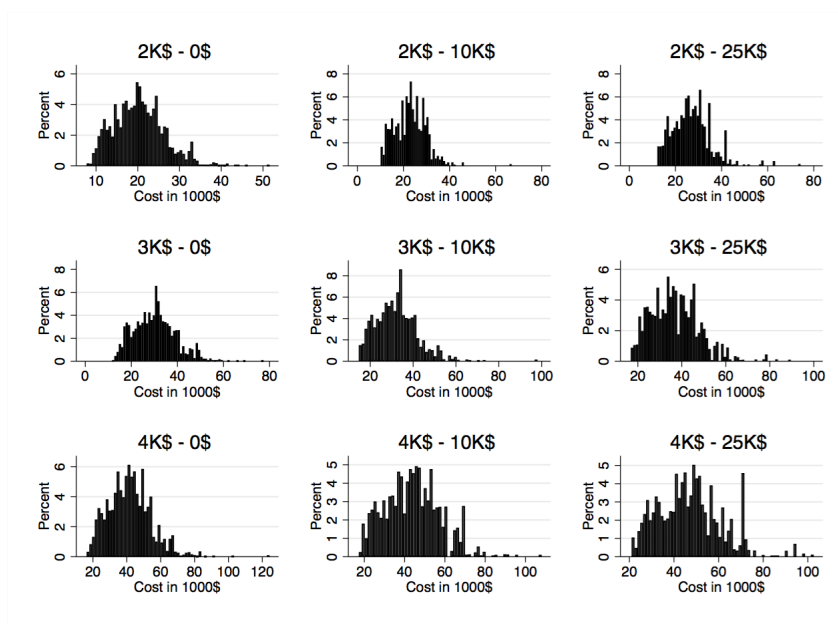 2K$ - 0$
Percent
0 2 4 6
10 20 30 40 50
Cost in 1000$
2K$ - 10K$
Percent
0 2 4 6 8
0 20 40 60 80
Cost in 1000$
2K$ - 25K$
Percent
0 2 4 6 8
0 20 40 60 80
Cost in 1000$
3K$ - 0$
Percent
0 2 4 6 8
0 20 40 60 80
Cost in 1000$
3K$ - 10K$
Percent
0 2 4 6 8
20 40 60 80 100
Cost in 1000$
3K$ - 25K$
Percent
0 2 4 6
20 40 60 80 100
Cost in 1000$
4K$ - 0$
Percent
0 2 4 6
20 40 60 80 100 120
Cost in 1000$
4K$ - 10K$
Percent
0 1 2 3 4 5
20 40 60 80 100
Cost in 1000$
4K$ - 25K$
Percent
0 1 2 3 4 5
20 40 60 80 100
Cost in 1000$